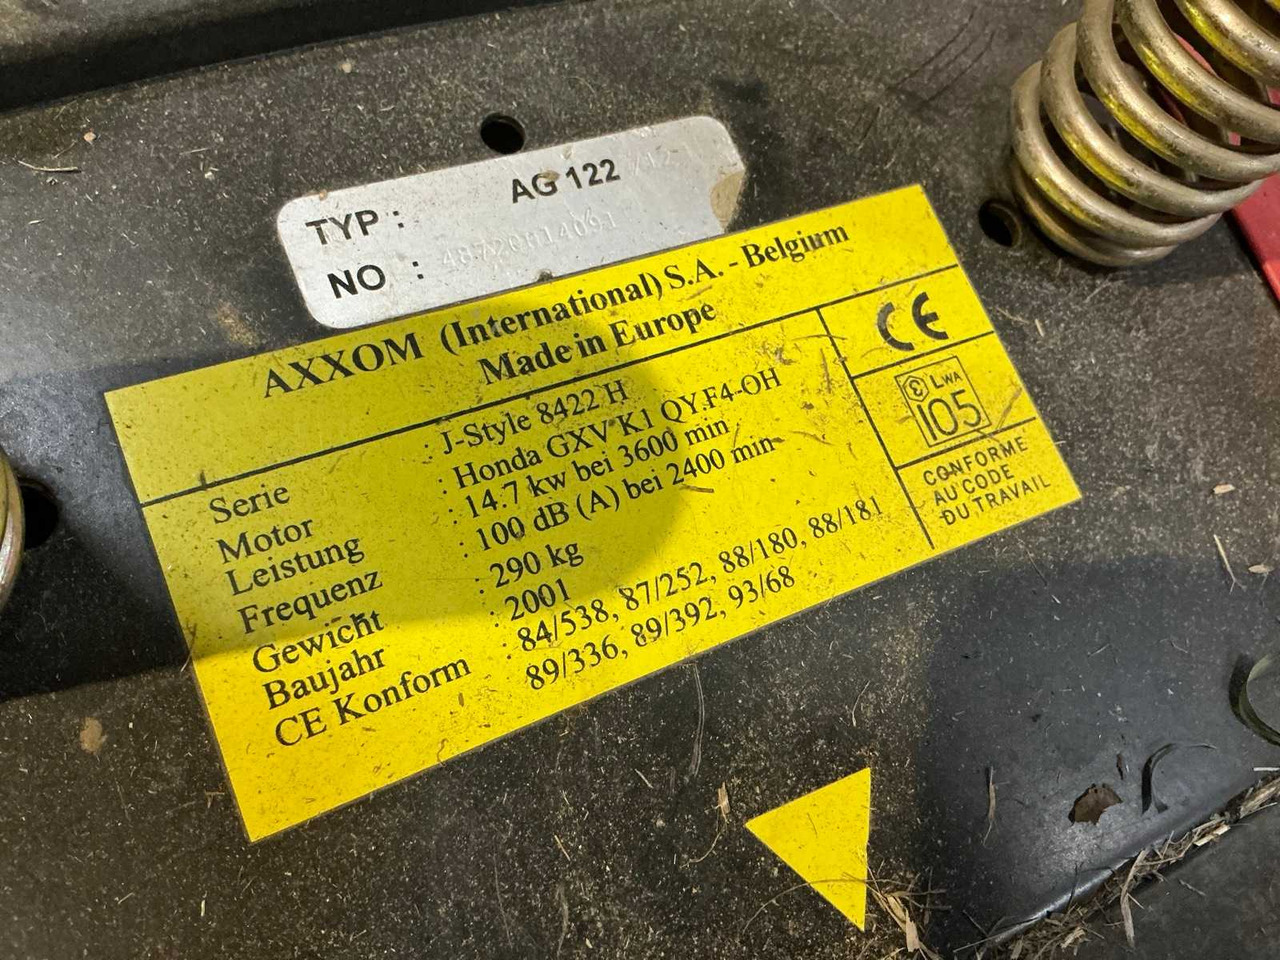 TYP : AG 122
NO :
AXXOM (International) S.A. - Belgium
Made in Europe
Serie : J-Style 8422 H
Motor : Honda GXV K1 QY.F4-OH
Leistung : 14.7 kw bei 3600 min
Frequenz : 100 dB (A) bei 2400 min
Gewicht : 290 kg
Baujahr : 2001
CE Konform : 84/538, 87/252, 88/180, 88/181
89/336, 89/392, 93/68
CE
LWA
105
CONFORME
AU CODE
DU TRAVAIL